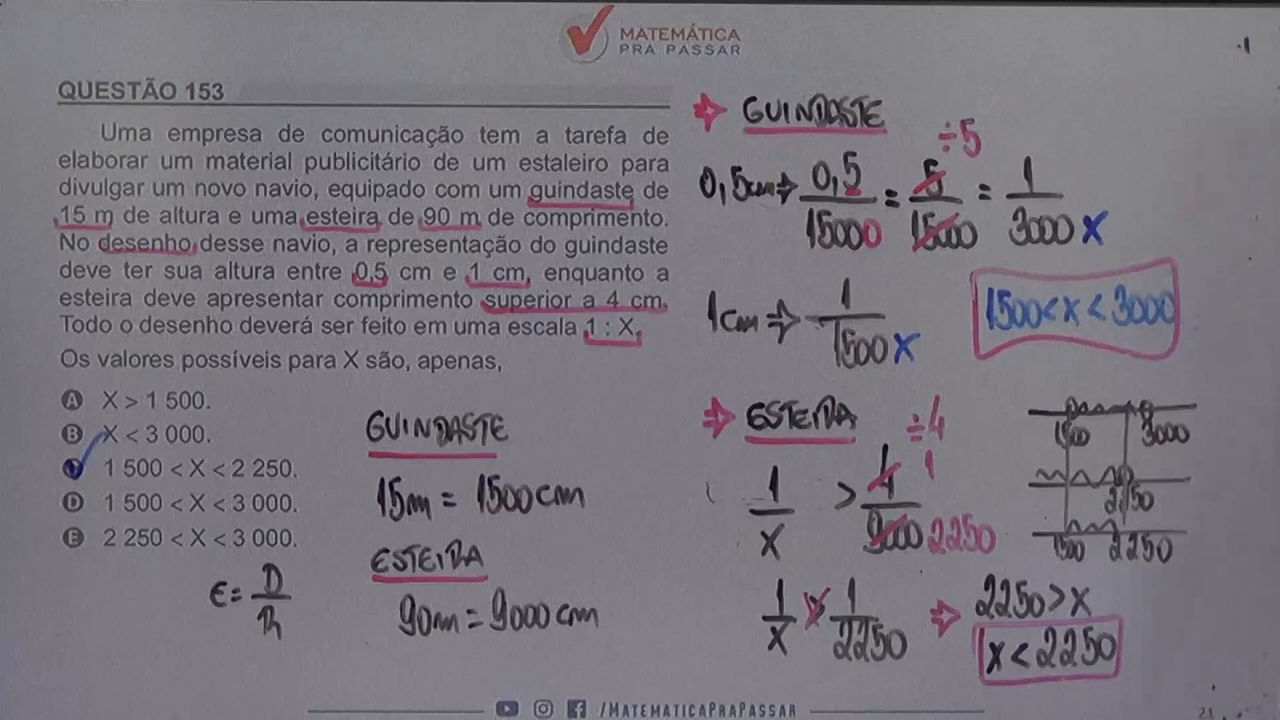 MATEMÁTICA
PRA PASSAR
QUESTÃO 153
Uma empresa de comunicação tem a tarefa de
elaborar um material publicitário de um estaleiro para
divulgar um novo navio, equipado com um guindaste de
15 m de altura e uma esteira de 90 m de comprimento.
No desenho desse navio, a representação do guindaste
deve ter sua altura entre 0,5 cm e 1 cm, enquanto a
esteira deve apresentar comprimento superior a 4 cm.
Todo o desenho deverá ser feito em uma escala 1 : X.
Os valores possíveis para X são, apenas,
A X > 1 500.
B X < 3 000.
1 500 < X < 2 250.
D 1 500 < X < 3 000.
E 2 250 < X < 3 000.
GUINDASTE
15m = 1500cm
ESTEIRA
90m = 9000cm
E = D/R
⇒ GUINDASTE
÷5
0,5cm ⇒ 0,5/15000 = 5/15000 = 1/3000 X
1cm ⇒ 1/1500 X
1500 < X < 3000
⇒ ESTEIRA
÷4
1/X > 4/9000 1 2250
1/X > 1/2250 ⇒ 2250 > X
X < 2250
1500 3000
2250
1500 2250
/MATEMATICAPRAPASSAR